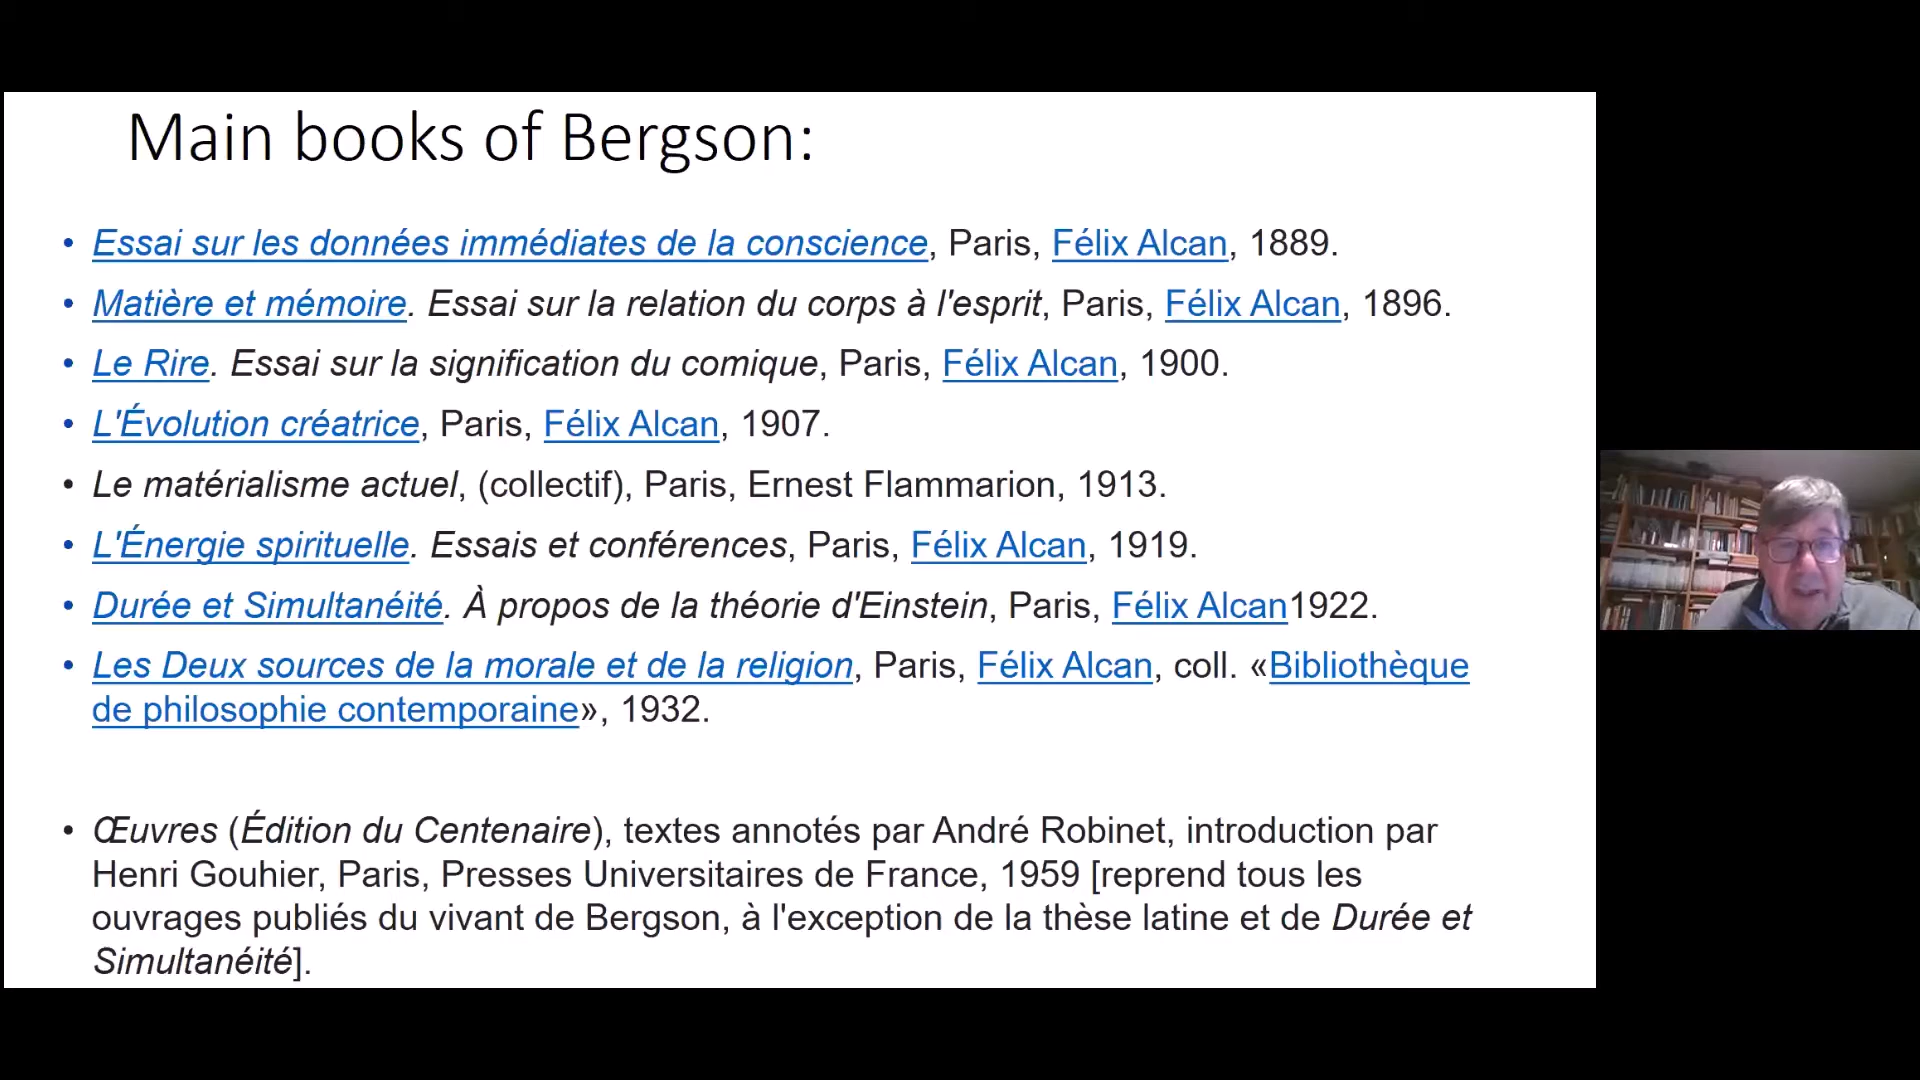 Main books of Bergson:
• Essai sur les données immédiates de la conscience, Paris, Félix Alcan, 1889.
• Matière et mémoire. Essai sur la relation du corps à l'esprit, Paris, Félix Alcan, 1896.
• Le Rire. Essai sur la signification du comique, Paris, Félix Alcan, 1900.
• L'Évolution créatrice, Paris, Félix Alcan, 1907.
• Le matérialisme actuel, (collectif), Paris, Ernest Flammarion, 1913.
• L'Énergie spirituelle. Essais et conférences, Paris, Félix Alcan, 1919.
• Durée et Simultanéité. À propos de la théorie d'Einstein, Paris, Félix Alcan1922.
• Les Deux sources de la morale et de la religion, Paris, Félix Alcan, coll. «Bibliothèque
de philosophie contemporaine», 1932.
• Œuvres (Édition du Centenaire), textes annotés par André Robinet, introduction par
Henri Gouhier, Paris, Presses Universitaires de France, 1959 [reprend tous les
ouvrages publiés du vivant de Bergson, à l'exception de la thèse latine et de Durée et
Simultanéité].